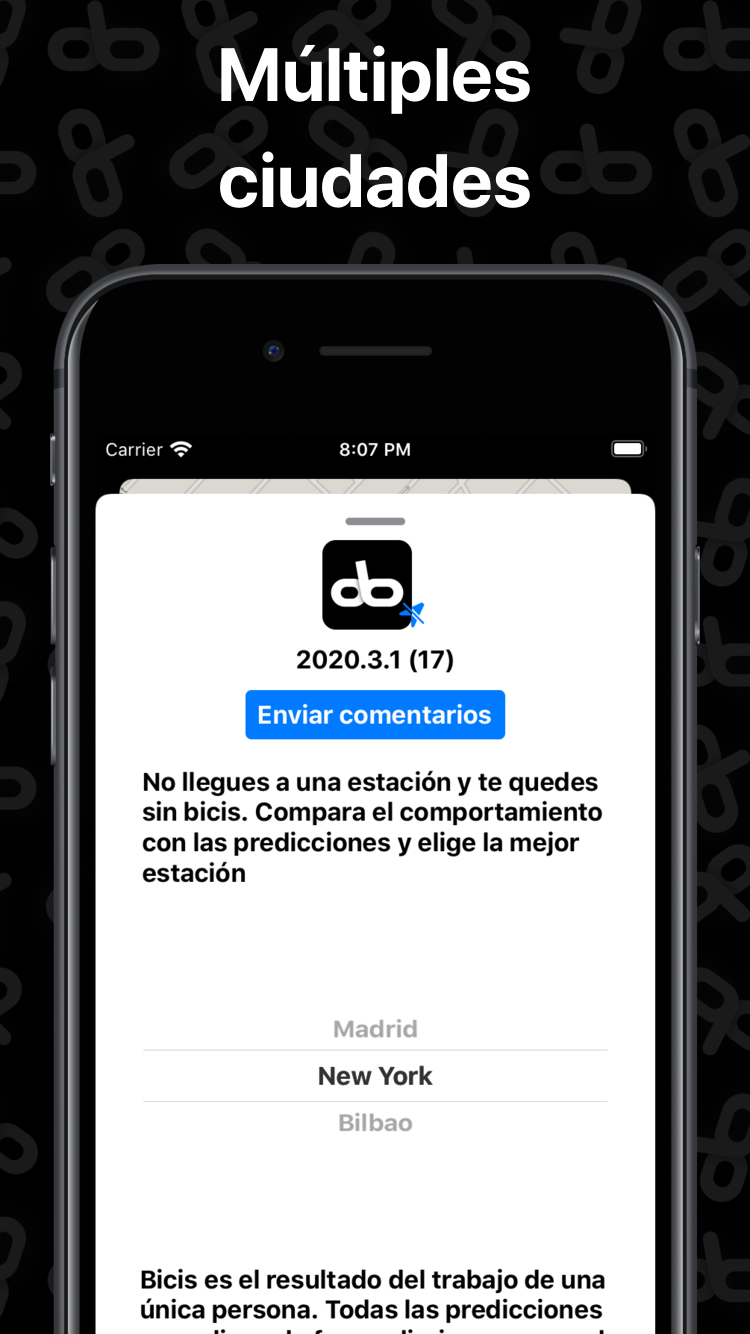 Múltiples
ciudades
Carrier
8:07 PM
db
2020.3.1 (17)
Enviar comentarios
No llegues a una estación y te quedes
sin bicis. Compara el comportamiento
con las predicciones y elige la mejor
estación
Madrid
New York
Bilbao
Bicis es el resultado del trabajo de una
única persona. Todas las predicciones